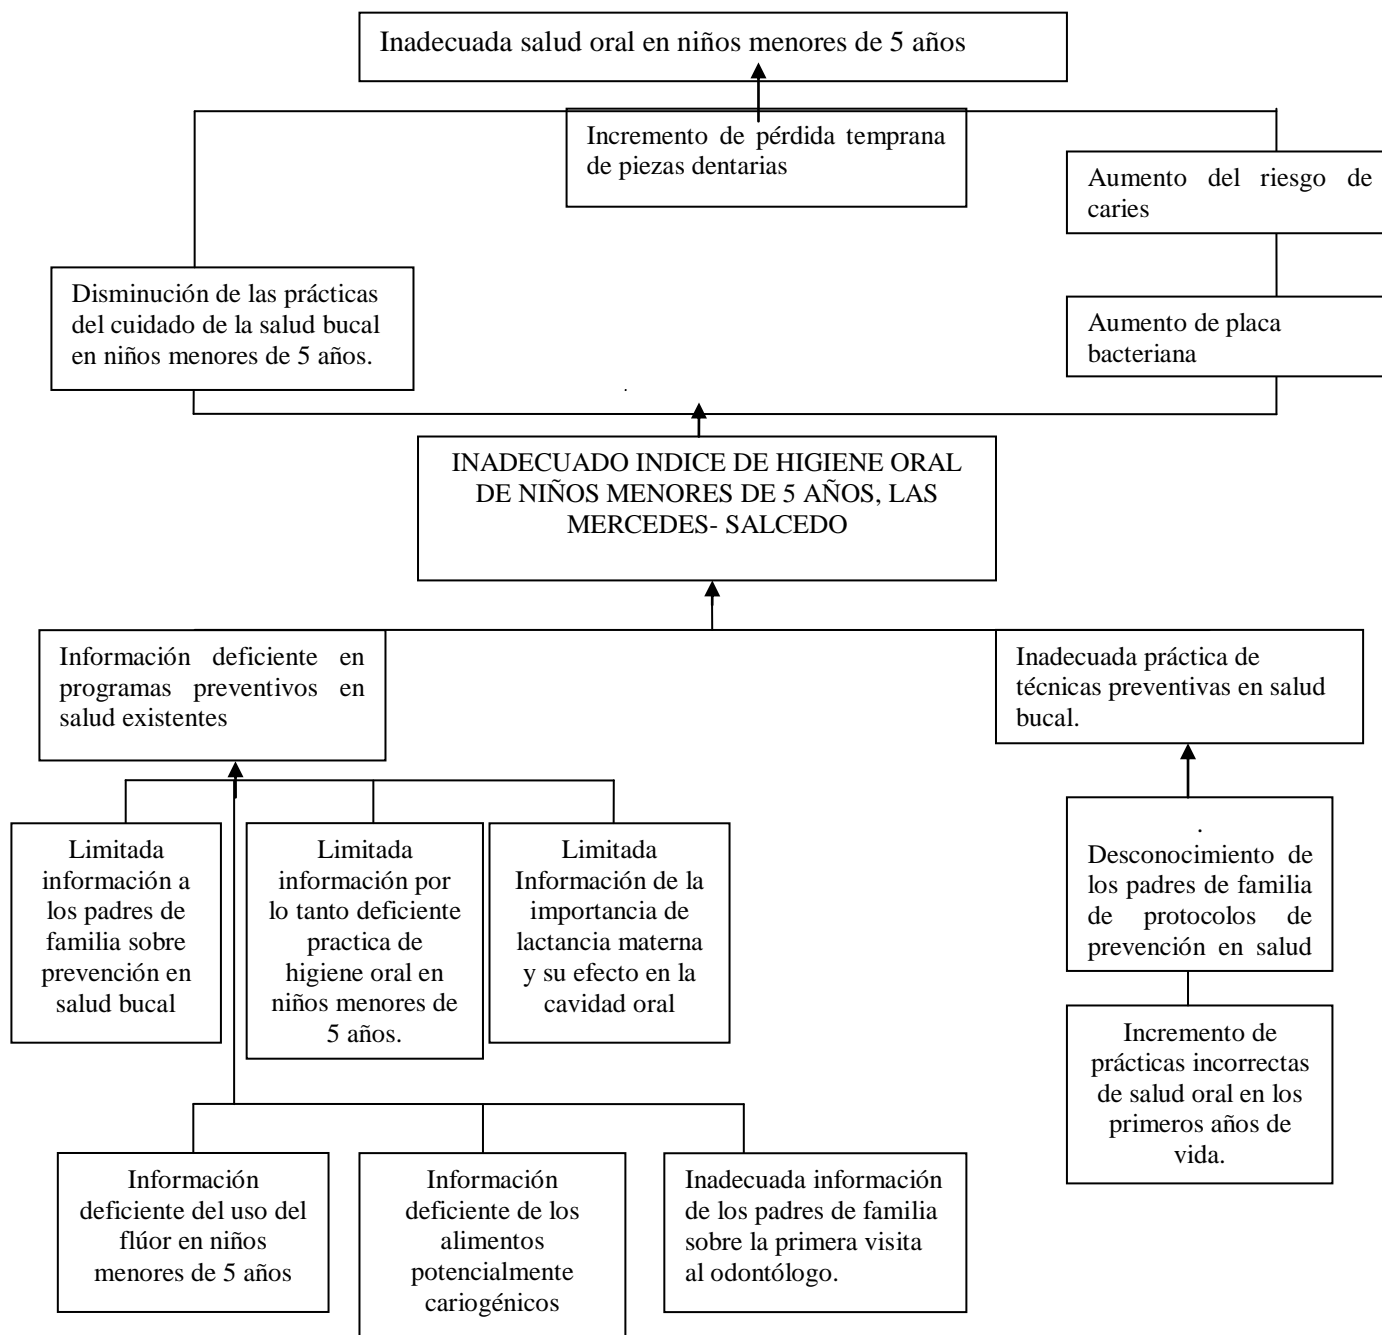 Inadecuada salud oral en niños menores de 5 años
Incremento de pérdida temprana
de piezas dentarias
Aumento del riesgo de
caries
Disminución de las prácticas
del cuidado de la salud bucal
en niños menores de 5 años.
Aumento de placa
bacteriana
.
INADECUADO INDICE DE HIGIENE ORAL
DE NIÑOS MENORES DE 5 AÑOS, LAS
MERCEDES- SALCEDO
Información deficiente en
programas preventivos en
salud existentes
Inadecuada práctica de
técnicas preventivas en salud
bucal.
Limitada
información a
los padres de
familia sobre
prevención en
salud bucal
Limitada
información por
lo tanto deficiente
practica de
higiene oral en
niños menores de
5 años.
Limitada
Información de la
importancia de
lactancia materna
y su efecto en la
cavidad oral
.
Desconocimiento de
los padres de familia
de protocolos de
prevención en salud
Incremento de
prácticas incorrectas
de salud oral en los
primeros años de
vida.
Información
deficiente del uso del
flúor en niños
menores de 5 años
Información
deficiente de los
alimentos
potencialmente
cariogénicos
Inadecuada información
de los padres de familia
sobre la primera visita
al odontólogo.